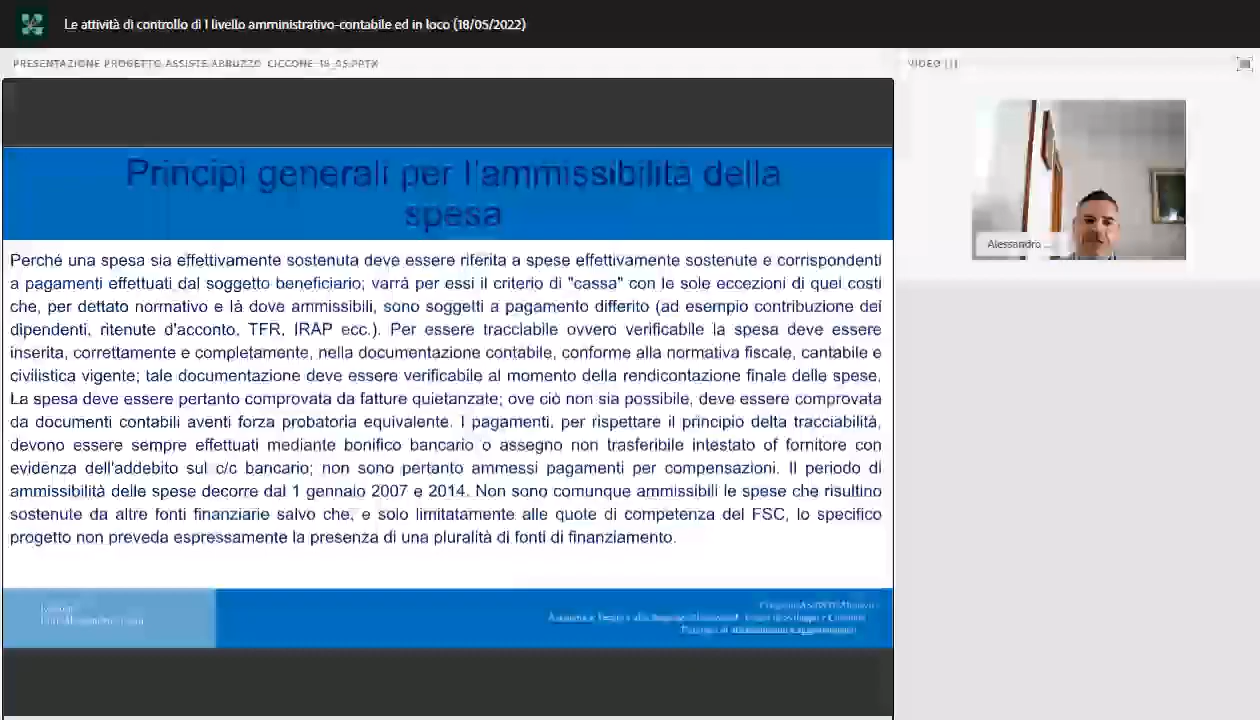 Le attività di controllo di I livello amministrativo-contabile ed in loco (18/05/2022)
PRESENTAZIONE PROGETTO ASSISTE ABRUZZO_CICCONE_18_05.PPTX
VIDEO
Principi generali per l'ammissibilità della
spesa
Perché una spesa sia effettivamente sostenuta deve essere riferita a spese effettivamente sostenute e corrispondenti
a pagamenti effettuati dal soggetto beneficiario; varrà per essi il criterio di "cassa" con le sole eccezioni di quei costi
che, per dettato normativo e là dove ammissibili, sono soggetti a pagamento differito (ad esempio contribuzione dei
dipendenti, ritenute d'acconto, TFR, IRAP ecc.). Per essere tracciabile ovvero verificabile la spesa deve essere
inserita, correttamente e completamente, nella documentazione contabile, conforme alla normativa fiscale, cantabile e
civilistica vigente; tale documentazione deve essere verificabile al momento della rendicontazione finale delle spese.
La spesa deve essere pertanto comprovata da fatture quietanzate; ove ciò non sia possibile, deve essere comprovata
da documenti contabili aventi forza probatoria equivalente. I pagamenti, per rispettare il principio delta tracciabilità,
devono essere sempre effettuati mediante bonifico bancario o assegno non trasferibile intestato of fornitore con
evidenza dell'addebito sul c/c bancario; non sono pertanto ammessi pagamenti per compensazioni. Il periodo di
ammissibilità delle spese decorre dal 1 gennaio 2007 e 2014. Non sono comunque ammissibili le spese che risultino
sostenute da altre fonti finanziarie salvo che, e solo limitatamente alle quote di competenza del FSC, lo specifico
progetto non preveda espressamente la presenza di una pluralità di fonti di finanziamento.
Alessandro ...